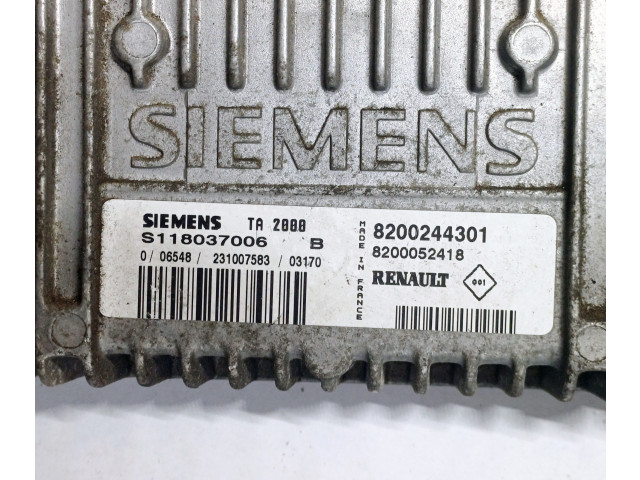 SIEMENS
SIEMENS TA 2000
S118037006 B
0/ 06548/ 231007583 / 03170
MADE IN FRANCE
8200244301
8200052418
RENAULT 001